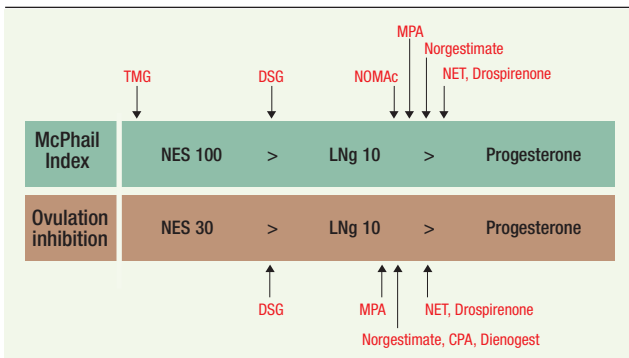 MPA
Norgestimate
TMG DSG NOMAc NET, Drospirenone
McPhail
Index
NES 100 > LNg 10 > Progesterone
Ovulation
inhibition
NES 30 > LNg 10 > Progesterone
DSG MPA NET, Drospirenone
Norgestimate, CPA, Dienogest